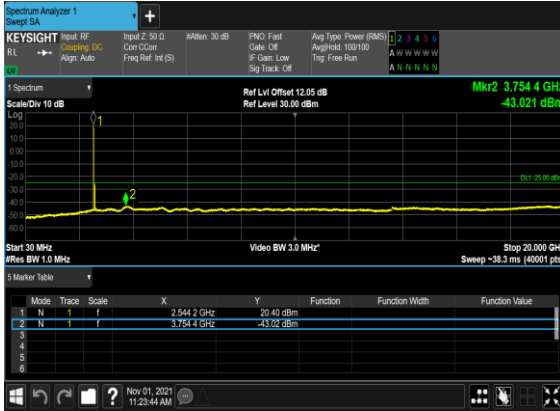 Spectrum Analyzer 1
Swept SA
+
KEYSIGHT Input: RF Input Z: 50 Ω #Atten: 30 dB PNO: Fast Avg Type: Power (RMS) 1 2 3 4 5 6
RL Coupling: DC Corr CCorr Gate: Off Avg|Hold: 100/100 A W W W W W
Align: Auto Freq Ref: Int (S) IF Gain: Low Trig: Free Run
Sig Track: Off A N N N N N
1 Spectrum Ref Lvl Offset 12.05 dB Mkr2 3.754 4 GHz
Scale/Div 10 dB Ref Level 30.00 dBm -43.021 dBm
Log
1
20.0
10.0
0.00
-10.0
DL1 -25.00 dBm
-20.0
-30.0
2
-40.0
-50.0
-60.0
Start 30 MHz Video BW 3.0 MHz* Stop 20.000 GH
#Res BW 1.0 MHz Sweep ~38.3 ms (40001 pts
5 Marker Table
Mode Trace Scale X Y Function Function Width Function Value
1 N 1 f 2.544 2 GHz 20.40 dBm
2 N 1 f 3.754 4 GHz -43.02 dBm
3
4
5
6
? Nov 01, 2021
11:23:44 AM